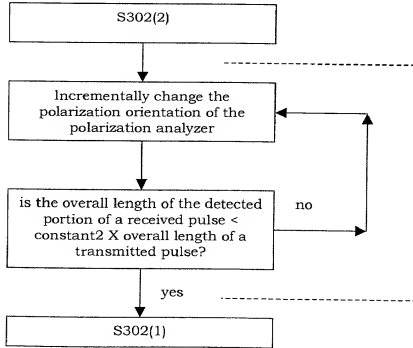 S302(2)
Incrementally change the
polarization orientation of the
polarization analyzer
is the overall length of the detected
portion of a received pulse <
constant2 X overall length of a
transmitted pulse?
no
yes
S302(1)